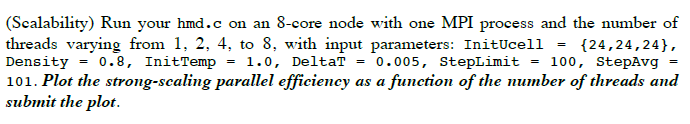 (Scalability) Run your hmd.c on an 8-core node with one MPI process and the number of
threads varying from 1, 2, 4, to 8, with input parameters: InitUcell = {24,24,24},
Density = 0.8, InitTemp = 1.0, DeltaT = 0.005, StepLimit = 100, StepAvg =
101. Plot the strong-scaling parallel efficiency as a function of the number of threads and
submit the plot.